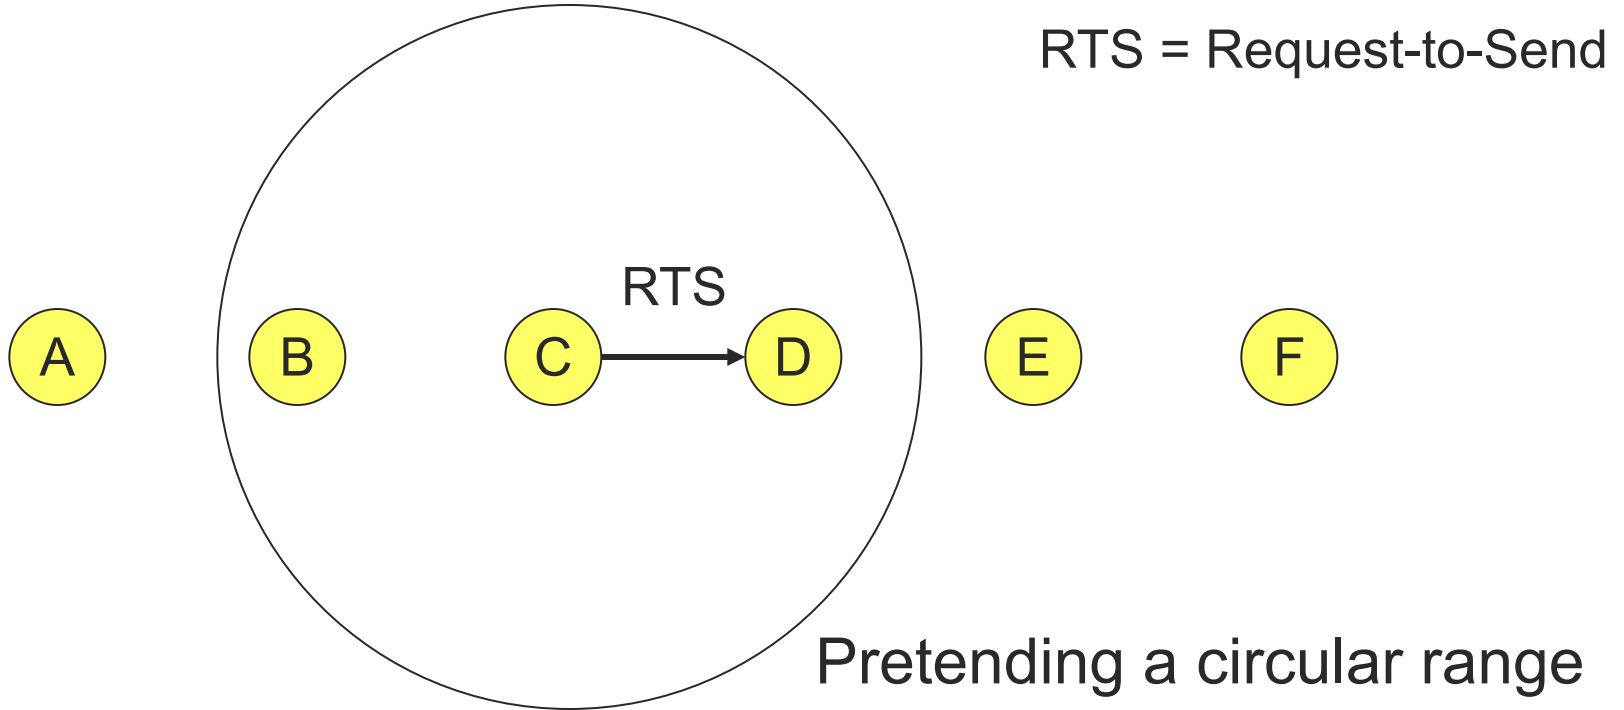 RTS = Request-to-Send
RTS
A B C D E F
Pretending a circular range